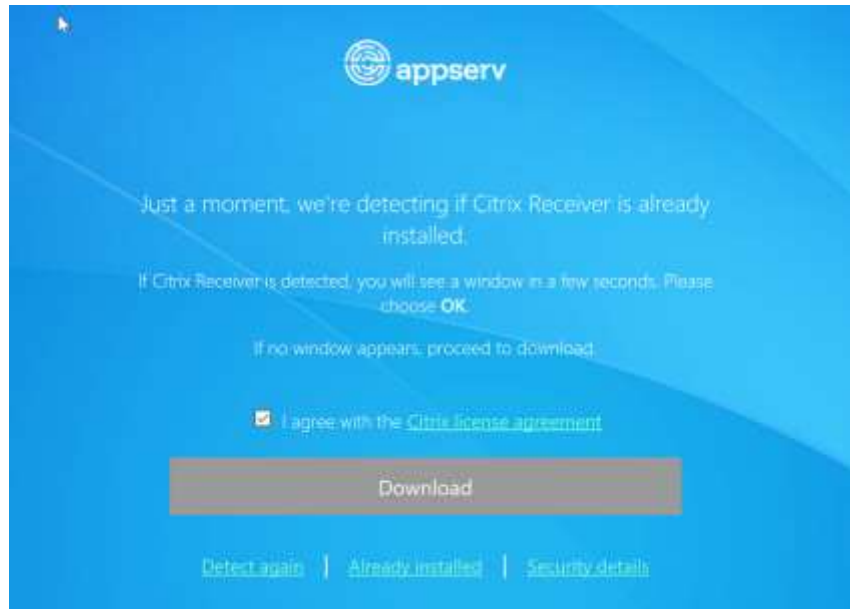 appserv
Just a moment, we're detecting if Citrix Receiver is already
installed.
If Citrix Receiver is detected, you will see a window in a few seconds. Please
choose OK.
If no window appears, proceed to download.
I agree with the Citrix license agreement
Download
Detect again | Already installed | Security details